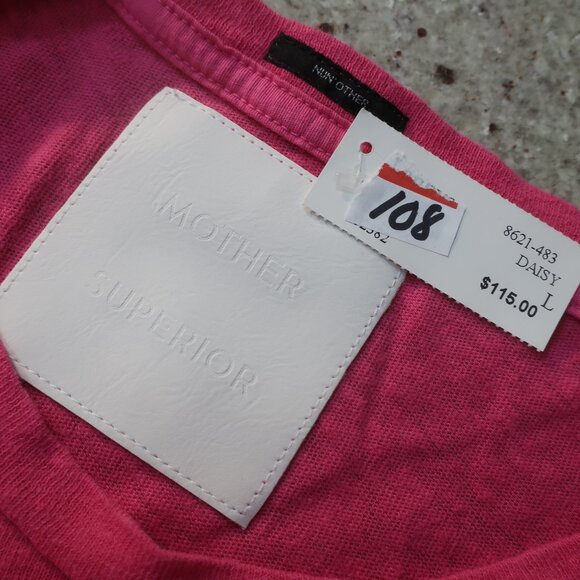 NUN OTHER
MOTHER
SUPERIOR
108
8621-483
DAISY
$115.00
L